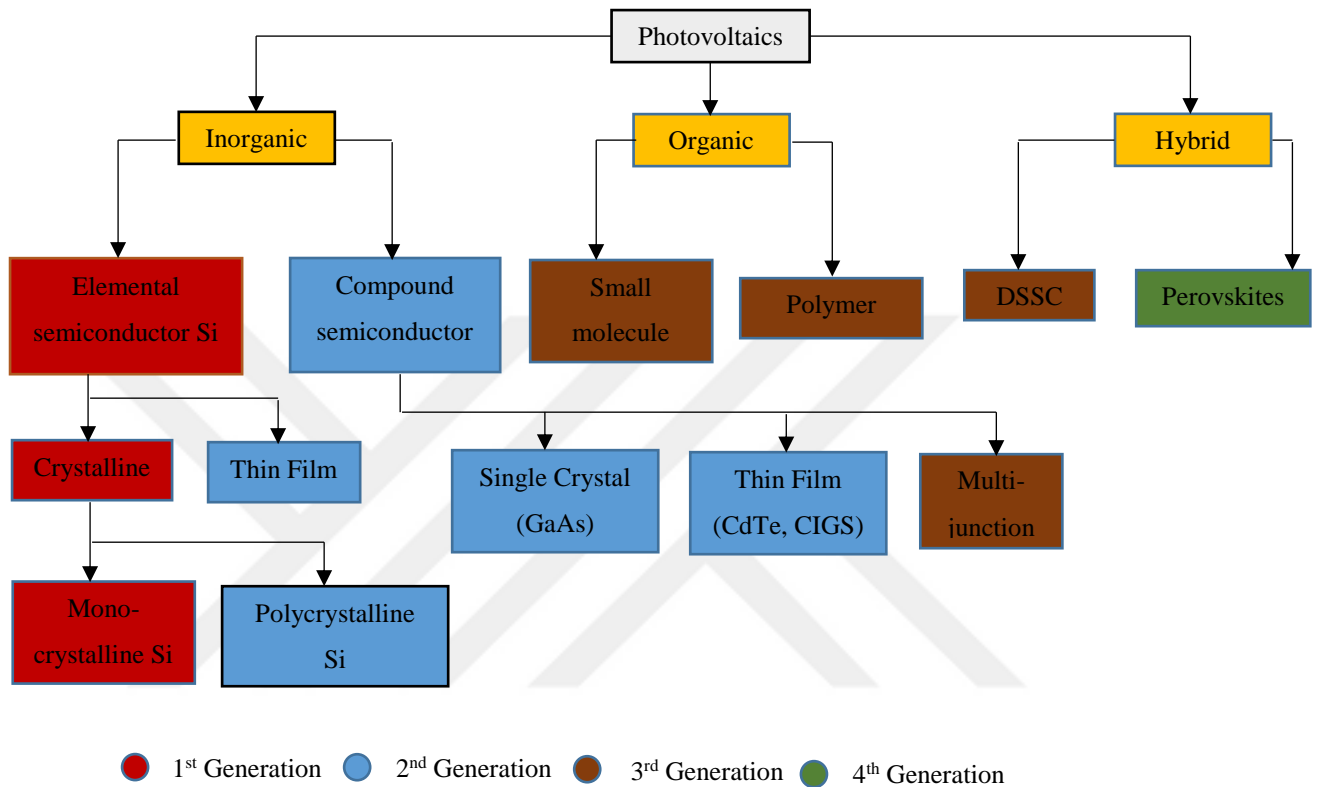 Photovoltaics
Inorganic
Organic
Hybrid
Elemental
semiconductor Si
Compound
semiconductor
Small
molecule
Polymer
DSSC
Perovskites
Crystalline
Thin Film
Single Crystal
(GaAs)
Thin Film
(CdTe, CIGS)
Multi-
junction
Mono-
crystalline Si
Polycrystalline
Si
1st Generation
2nd Generation
3rd Generation
4th Generation